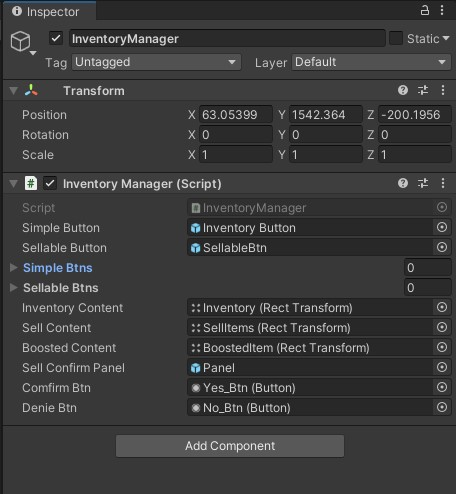 Inspector
InventoryManager Static
Tag Untagged Layer Default
Transform
Position X 63.05399 Y 1542.364 Z -200.1956
Rotation X 0 Y 0 Z 0
Scale X 1 Y 1 Z 1
# Inventory Manager (Script)
Script # InventoryManager
Simple Button Inventory Button
Sellable Button SellableBtn
Simple Btns 0
Sellable Btns 0
Inventory Content Inventory (Rect Transform)
Sell Content SellItems (Rect Transform)
Boosted Content BoostedItem (Rect Transform)
Sell Confirm Panel Panel
Comfirm Btn Yes_Btn (Button)
Denie Btn No_Btn (Button)
Add Component